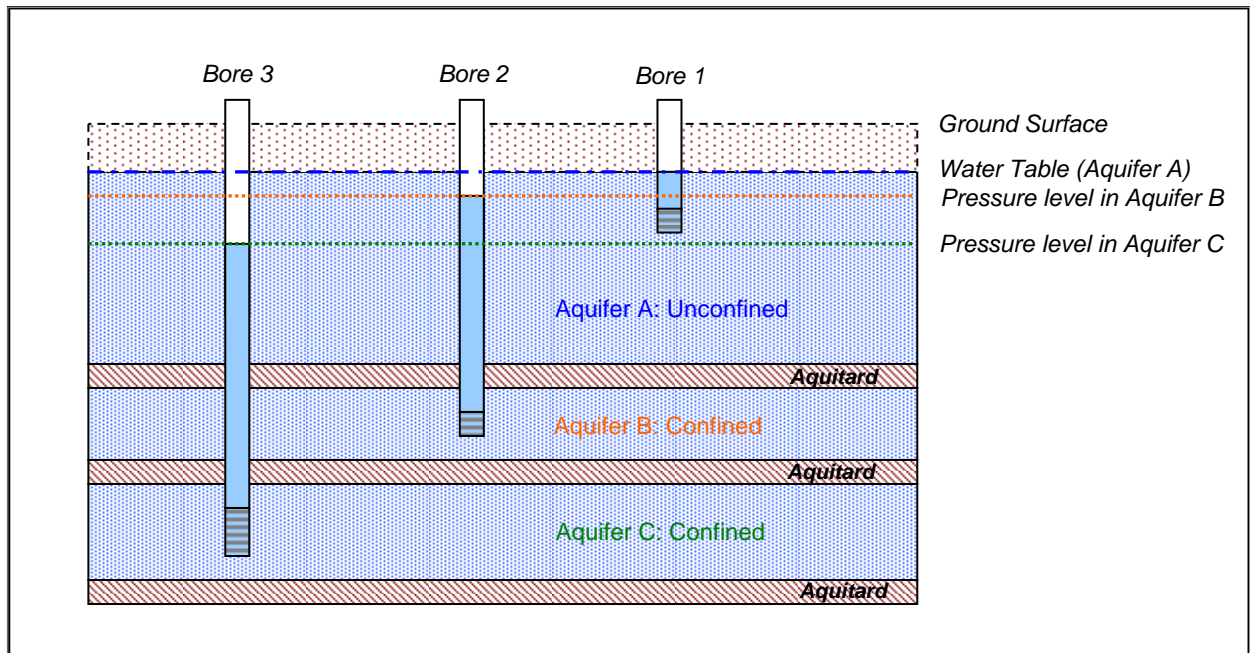 Bore 3
Bore 2
Bore 1
Ground Surface
Water Table (Aquifer A)
Pressure level in Aquifer B
Pressure level in Aquifer C
Aquifer A: Unconfined
Aquitard
Aquifer B: Confined
Aquitard
Aquifer C: Confined
Aquitard